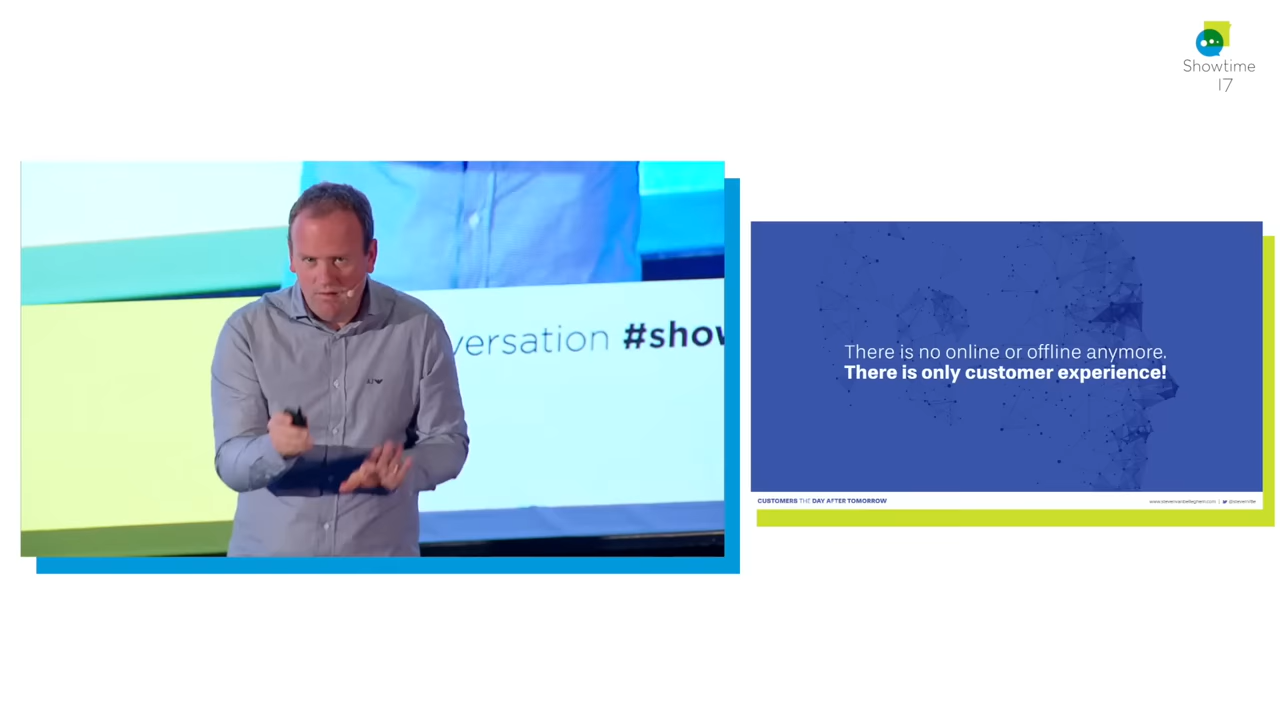 Showtime
17
versation #show
There is no online or offline anymore.
There is only customer experience!
CUSTOMERS THE DAY AFTER TOMORROW